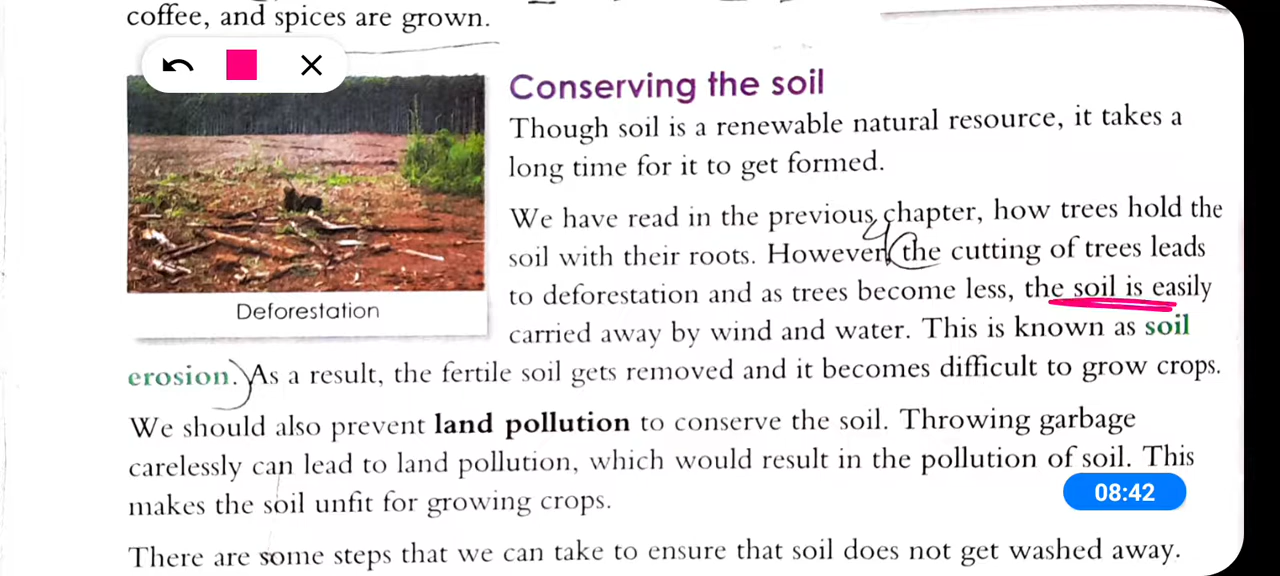 coffee, and spices are grown.
Conserving the soil
Though soil is a renewable natural resource, it takes a
long time for it to get formed.
We have read in the previous chapter, how trees hold the
soil with their roots. However, the cutting of trees leads
to deforestation and as trees become less, the soil is easily
Deforestation
carried away by wind and water. This is known as soil
erosion. As a result, the fertile soil gets removed and it becomes difficult to grow crops.
We should also prevent land pollution to conserve the soil. Throwing garbage
carelessly can lead to land pollution, which would result in the pollution of soil. This
makes the soil unfit for growing crops.
08:42
There are some steps that we can take to ensure that soil does not get washed away.